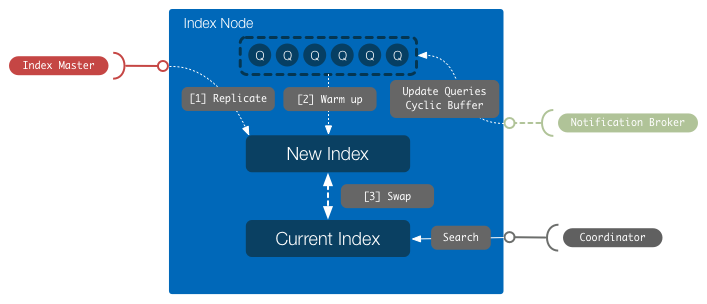 Index Node
Q Q Q Q Q Q
Index Master
[1] Replicate
[2] Warm up
Update Queries
Cyclic Buffer
Notification Broker
New Index
[3] Swap
Current Index
Search
Coordinator